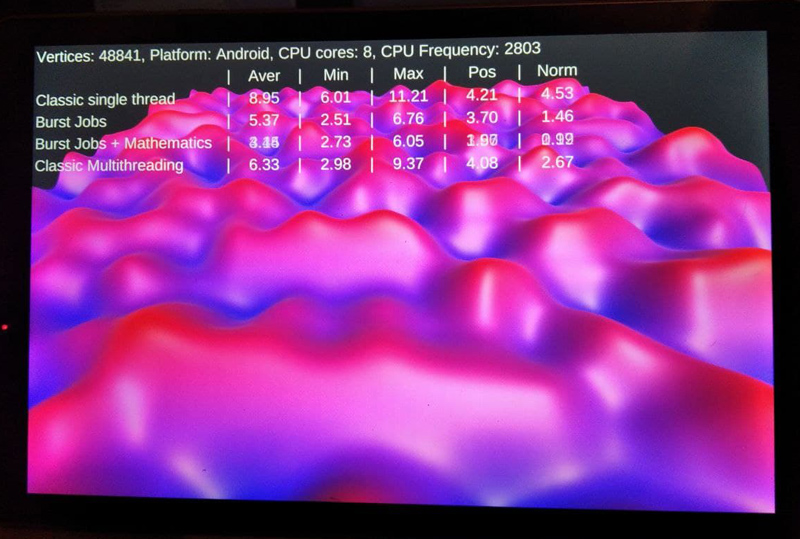 Vertices: 48841, Platform: Android, CPU cores: 8, CPU Frequency: 2803
| Aver | Min | Max | Pos | Norm
Classic single thread | 8.95 | 6.01 | 11.21 | 4.21 | 4.53
Burst Jobs | 5.37 | 2.51 | 6.76 | 3.70 | 1.46
Burst Jobs + Mathematics | | 2.73 | 6.05 | |
Classic Multithreading | 6.33 | 2.98 | 9.37 | 4.08 | 2.67